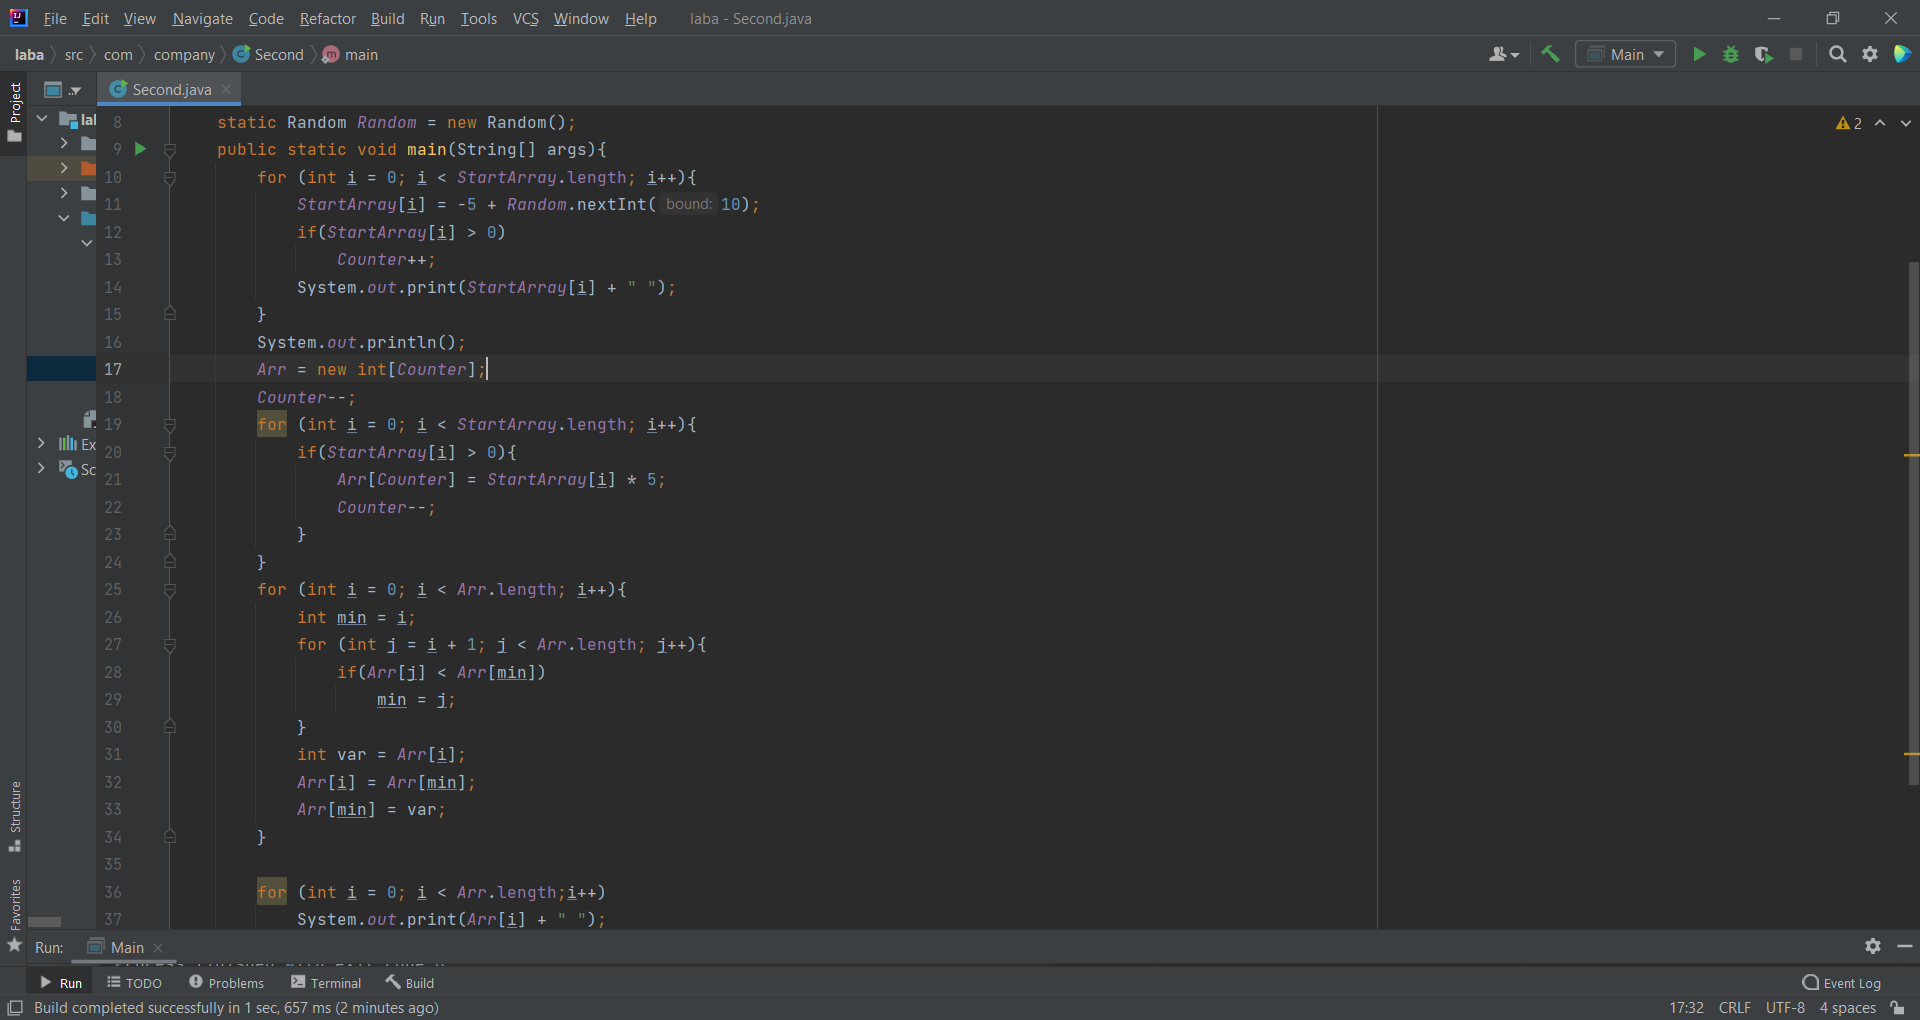 File Edit View Navigate Code Refactor Build Run Tools VCS Window Help laba - Second.java
laba src com company Second main Main
Project
Second.java
lal
8 static Random Random = new Random();
2
9 public static void main(String[] args){
10 for (int i = 0; i < StartArray.length; i++){
11 StartArray[i] = -5 + Random.nextInt( bound: 10);
12 if(StartArray[i] > 0)
13 Counter++;
14 System.out.print(StartArray[i] + " ");
15 }
16 System.out.println();
17 Arr = new int[Counter];
18 Counter--;
19 for (int i = 0; i < StartArray.length; i++){
Ex
20 if(StartArray[i] > 0){
Sc
21 Arr[Counter] = StartArray[i] * 5;
22 Counter--;
23 }
24 }
25 for (int i = 0; i < Arr.length; i++){
26 int min = i;
27 for (int j = i + 1; j < Arr.length; j++){
28 if(Arr[j] < Arr[min])
29 min = j;
30 }
31 int var = Arr[i];
32 Arr[i] = Arr[min];
33 Arr[min] = var;
34 }
35
36 for (int i = 0; i < Arr.length;i++)
37 System.out.print(Arr[i] + " ");
Structure
Favorites
Run: Main
Run TODO Problems Terminal Build Event Log
Build completed successfully in 1 sec, 657 ms (2 minutes ago) 17:32 CRLF UTF-8 4 spaces